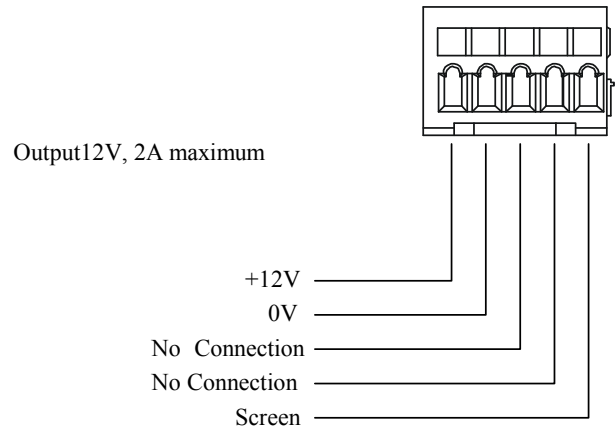 Output12V, 2A maximum
+12V
0V
No Connection
No Connection
Screen